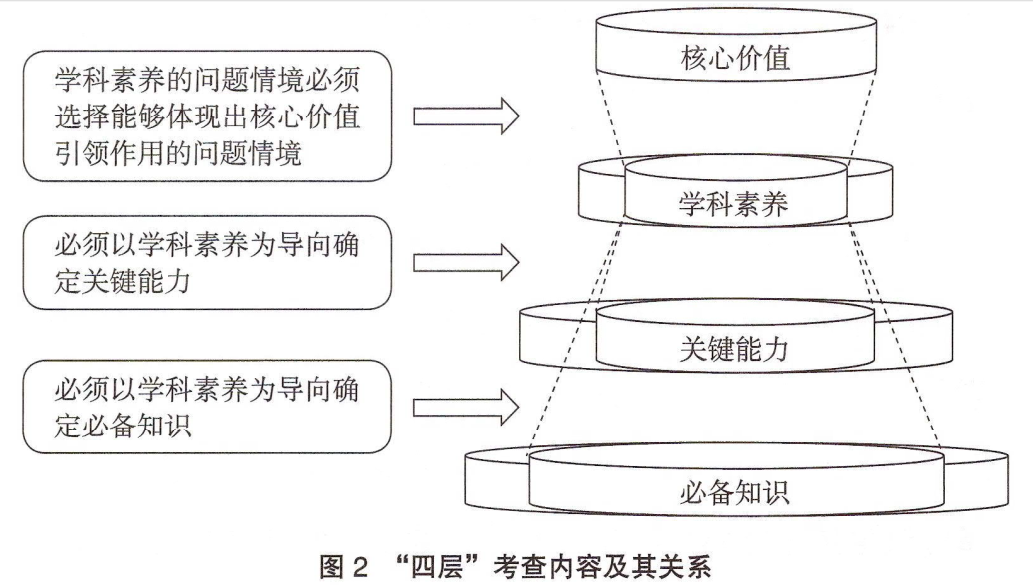 核心价值
学科素养的问题情境必须
选择能够体现出核心价值
引领作用的问题情境
学科素养
必须以学科素养为导向确
定关键能力
关键能力
必须以学科素养为导向确
定必备知识
必备知识
图 2 “四层”考查内容及其关系